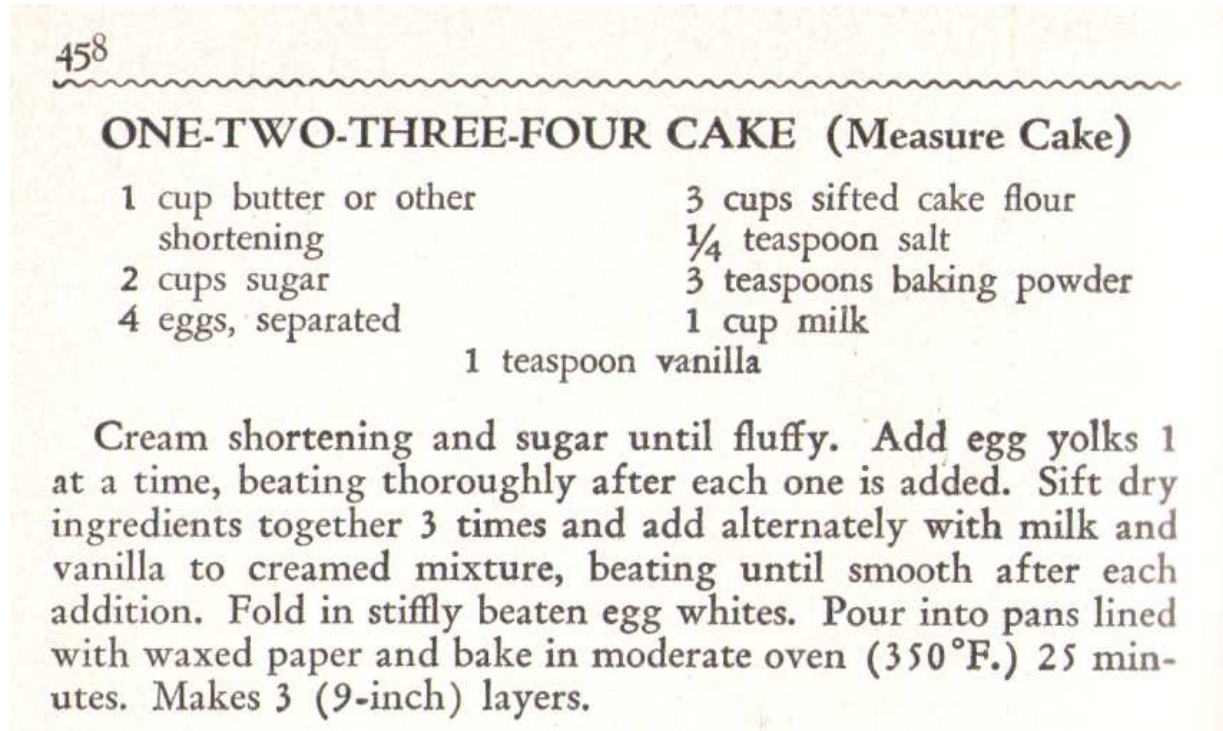 458
ONE-TWO-THREE-FOUR CAKE (Measure Cake)
1 cup butter or other
shortening
2 cups sugar
4 eggs, separated
3 cups sifted cake flour
¼ teaspoon salt
3 teaspoons baking powder
1 cup milk
1 teaspoon vanilla
Cream shortening and sugar until fluffy. Add egg yolks 1
at a time, beating thoroughly after each one is added. Sift dry
ingredients together 3 times and add alternately with milk and
vanilla to creamed mixture, beating until smooth after each
addition. Fold in stiffly beaten egg whites. Pour into pans lined
with waxed paper and bake in moderate oven (350°F.) 25 min-
utes. Makes 3 (9-inch) layers.